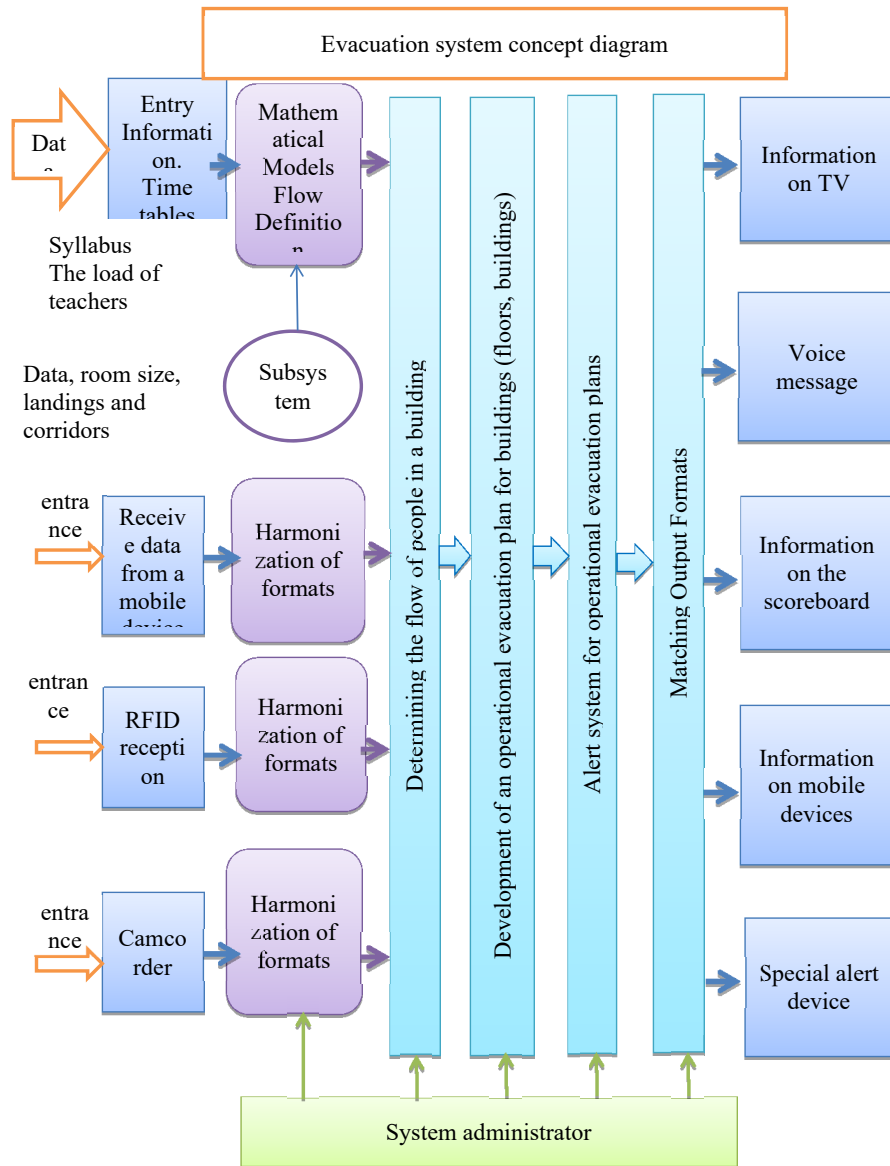 Evacuation system concept diagram
Dat
Entry
Informati
on.
Time
tables
Mathem
atical
Models
Flow
Definitio
n
Syllabus
The load of
teachers
Subsys
tem
Data, room size,
landings and
corridors
entra
nce
Receiv
e data
from a
mobile
device
Harmoni
zation of
formats
entran
ce
RFID
recepti
on
Harmoni
zation of
formats
entra
nce
Camco
rder
Harmoni
zation of
formats
Determining the flow of people in a building
Development of an operational evacuation plan for buildings (floors, buildings)
Alert system for operational evacuation plans
Matching Output Formats
Information
on TV
Voice
message
Information
on the
scoreboard
Information
on mobile
devices
Special alert
device
System administrator